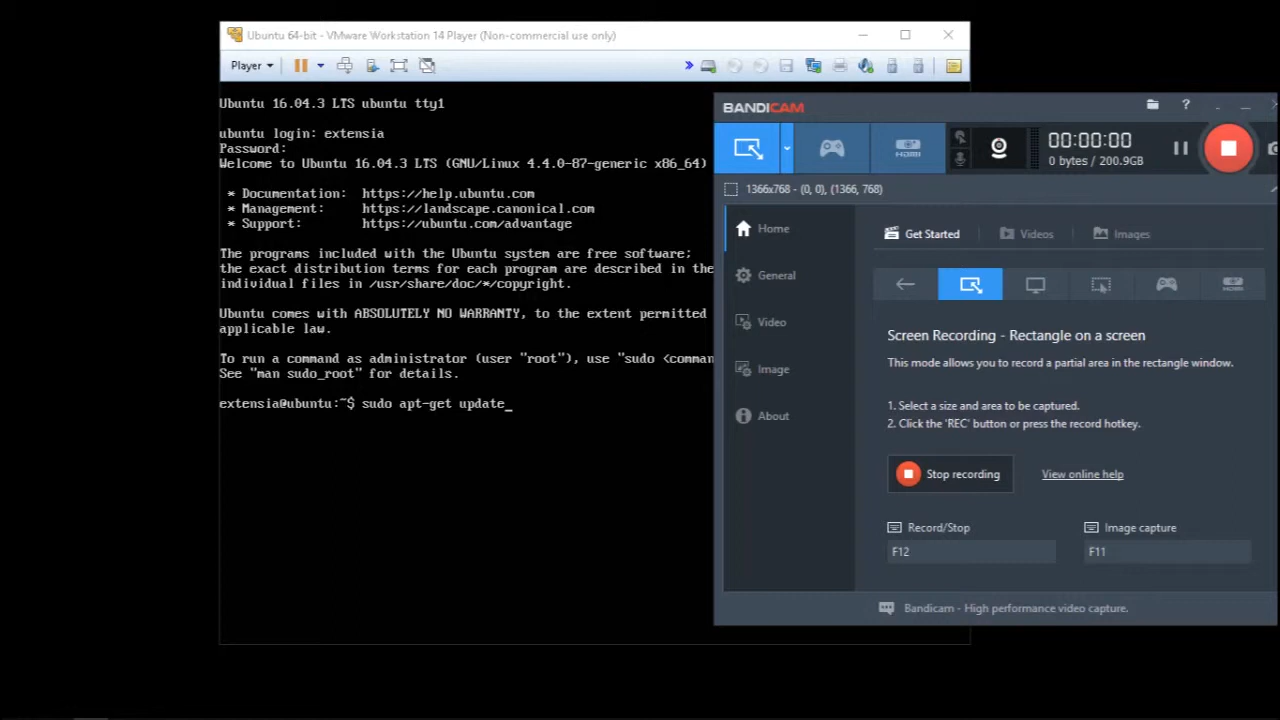 Ubuntu 64-bit - VMware Workstation 14 Player (Non-commercial use only)
Player
Ubuntu 16.04.3 LTS ubuntu tty1
ubuntu login: extensia
Password:
Welcome to Ubuntu 16.04.3 LTS (GNU/Linux 4.4.0-87-generic x86_64)
* Documentation: https://help.ubuntu.com
* Management: https://landscape.canonical.com
* Support: https://ubuntu.com/advantage
The programs included with the Ubuntu system are free software;
the exact distribution terms for each program are described in the
individual files in /usr/share/doc/*/copyright.
Ubuntu comes with ABSOLUTELY NO WARRANTY, to the extent permitted
applicable law.
To run a command as administrator (user "root"), use "sudo <comman
See "man sudo_root" for details.
extensia@ubuntu:~$ sudo apt-get update_
BANDICAM
HDMI
00:00:00
0 bytes / 200.9GB
1366x768 - (0, 0), (1366, 768)
Home
General
Video
Image
About
Get Started
Videos
Images
HDMI
Screen Recording - Rectangle on a screen
This mode allows you to record a partial area in the rectangle window.
1. Select a size and area to be captured.
2. Click the 'REC' button or press the record hotkey.
Stop recording
View online help
Record/Stop
Image capture
F12
F11
Bandicam - High performance video capture.